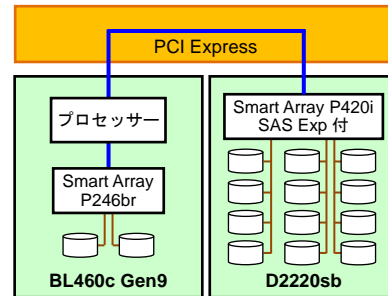 PCI Express
プロセッサー
Smart Array
P246br
BL460c Gen9
Smart Array P420i
SAS Exp 付
D2220sb